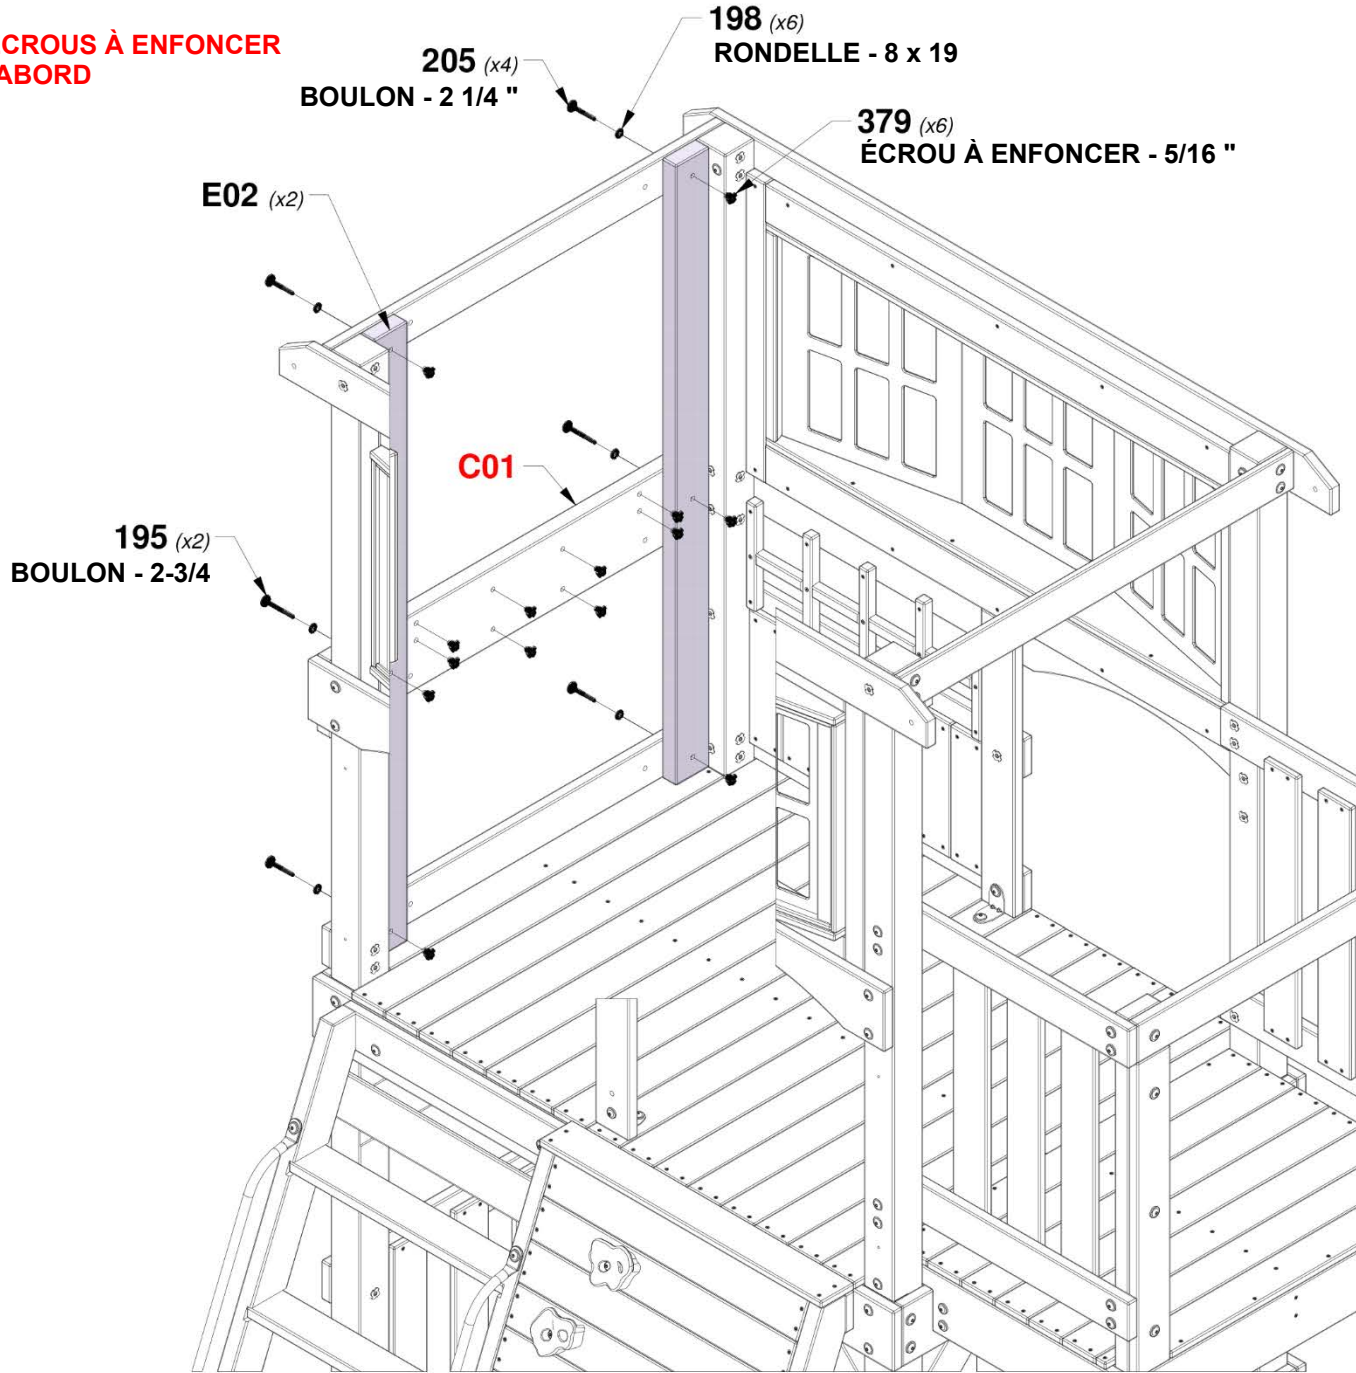 CROUS À ENFONCER
ABORD
198 (x6)
RONDELLE - 8 x 19
205 (x4)
BOULON - 2 1/4 "
379 (x6)
ÉCROU À ENFONCER - 5/16 "
E02 (x2)
C01
195 (x2)
BOULON - 2-3/4